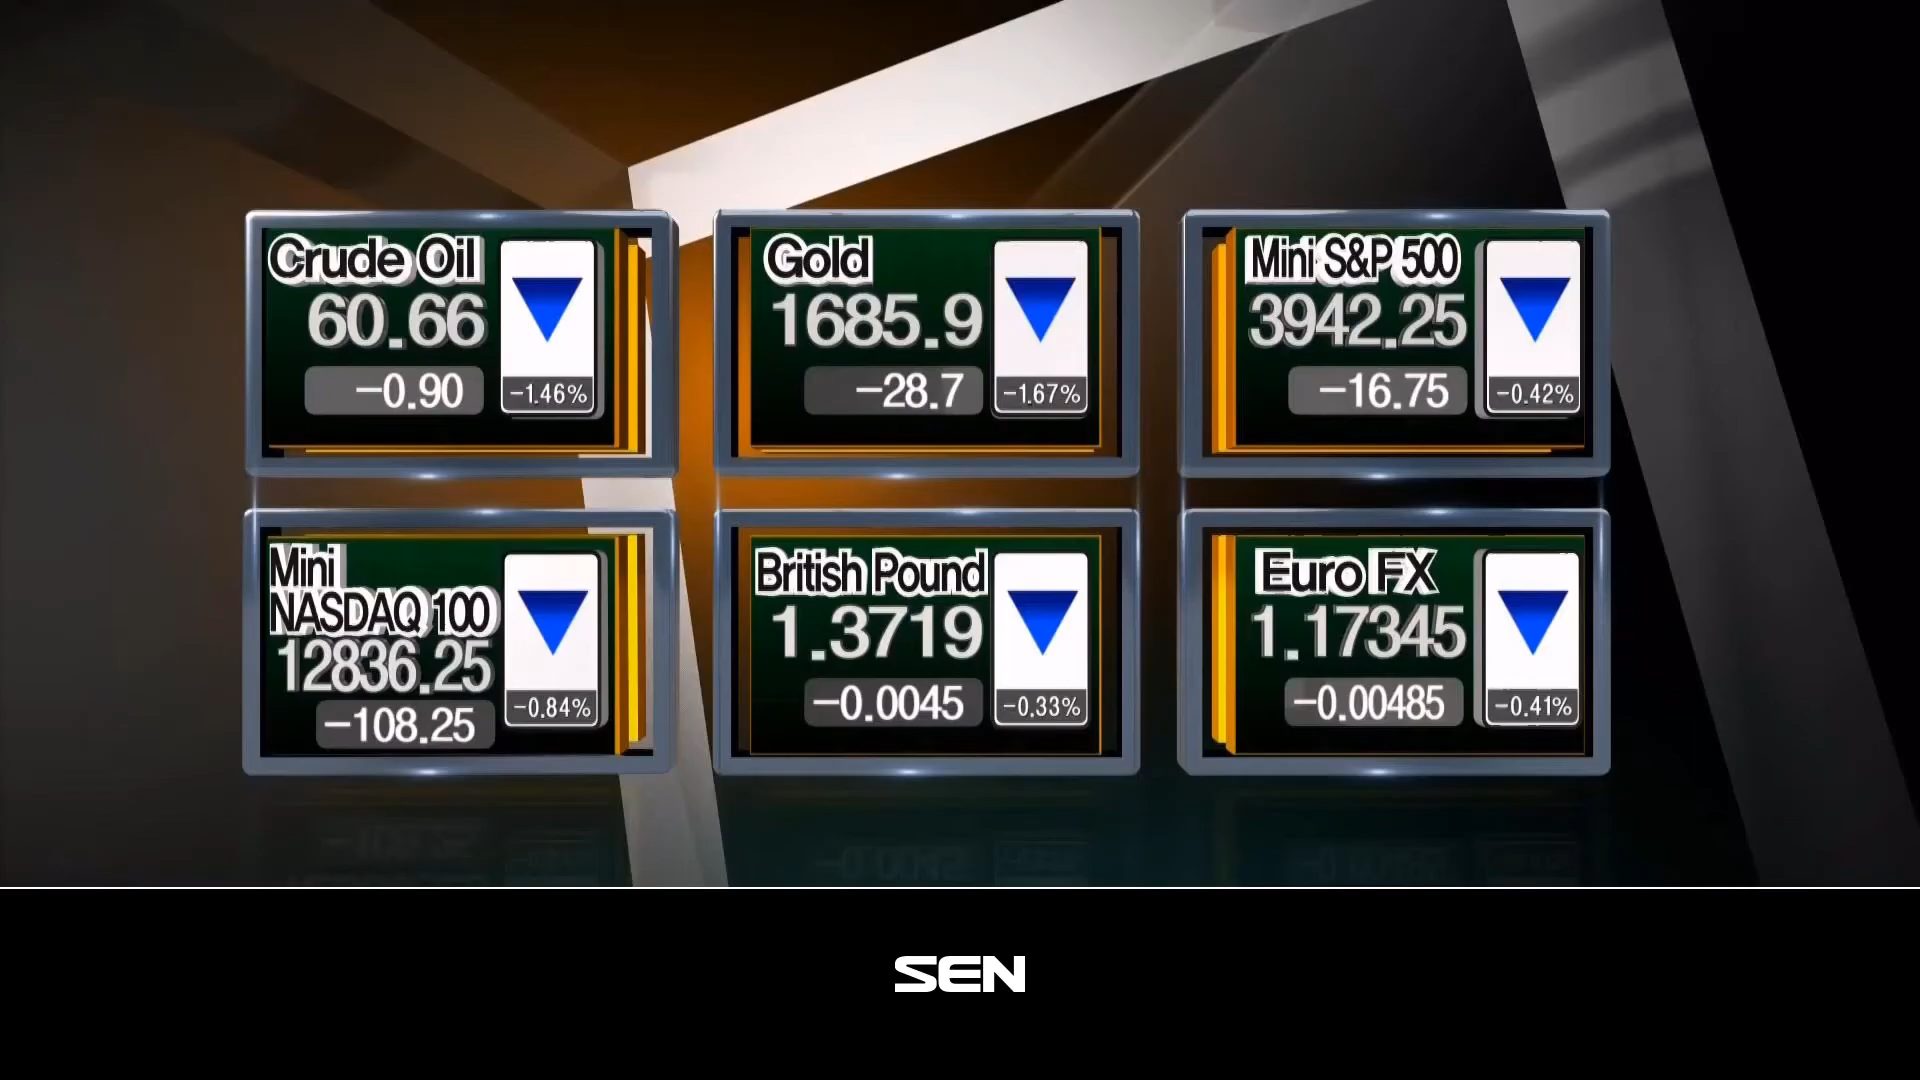 Crude Oil
60.66
-0.90
-1.46%
Gold
1685.9
-28.7
-1.67%
Mini S&P 500
3942.25
-16.75
-0.42%
Mini
NASDAQ 100
12836.25
-108.25
-0.84%
British Pound
1.3719
-0.0045
-0.33%
Euro FX
1.17345
-0.00485
-0.41%
SEN